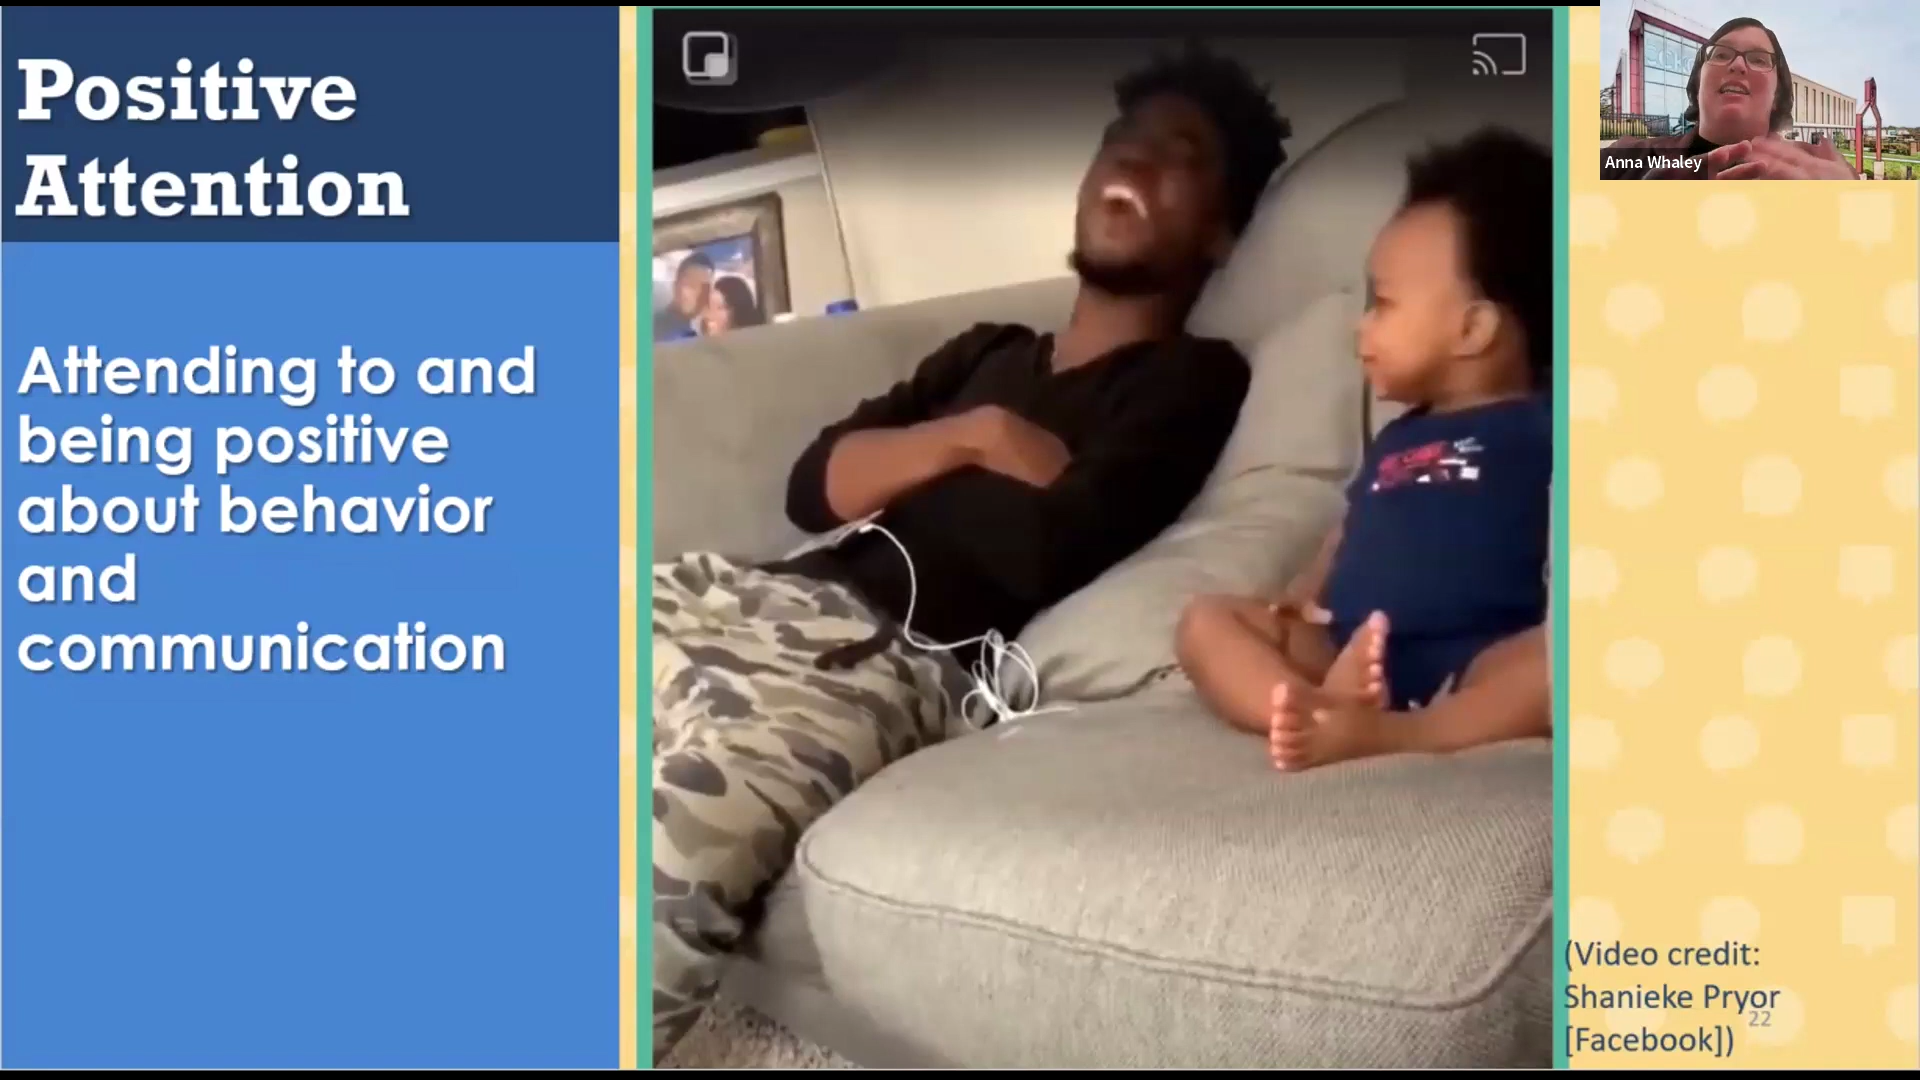 Positive
Attention
Attending to and
being positive
about behavior
and
communication
Anna Whaley
(Video credit:
Shanieke Pryor
22
[Facebook])